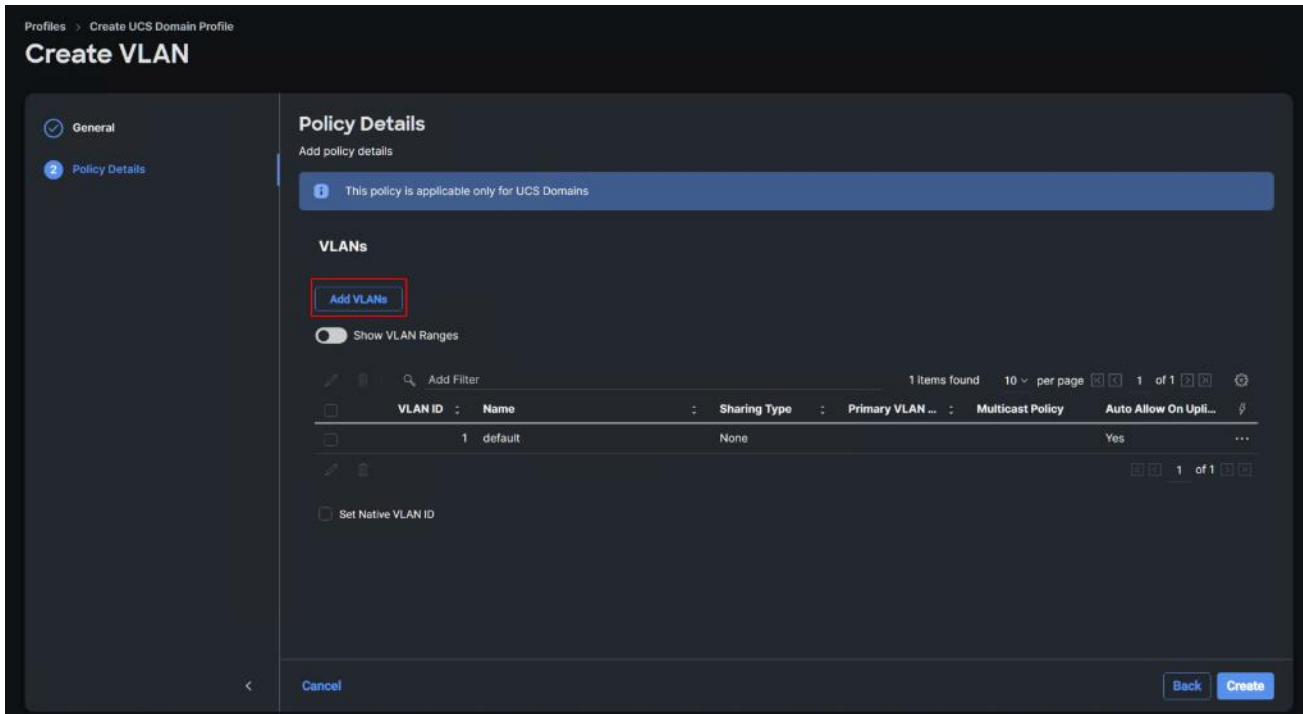 Profiles > Create UCS Domain Profile
Create VLAN
General
2 Policy Details
Policy Details
Add policy details
This policy is applicable only for UCS Domains
VLANs
Add VLANs
Show VLAN Ranges
Add Filter 1 items found 10 per page 1 of 1
VLAN ID Name Sharing Type Primary VLAN ... Multicast Policy Auto Allow On Upli...
1 default None Yes ...
1 of 1
Set Native VLAN ID
Cancel Back Create